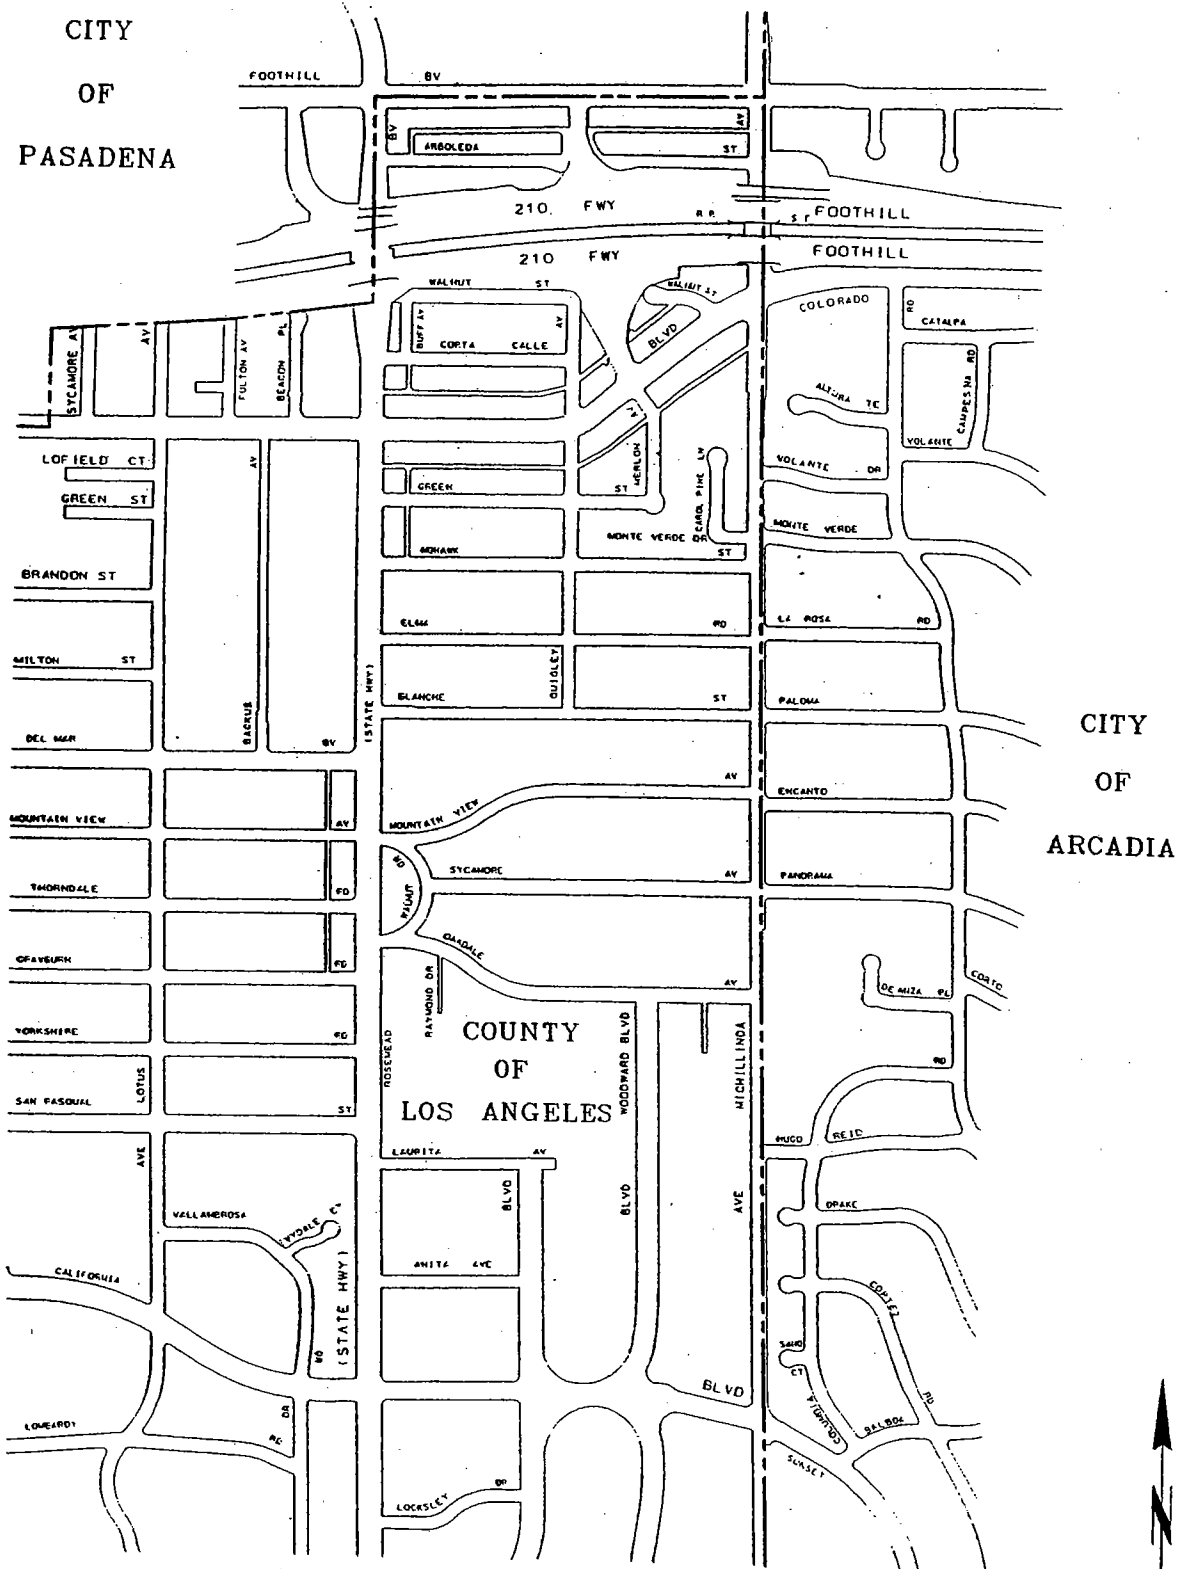 CITY
OF
PASADENA
FOOTHILL BV
BV
AV
ARBOLEDA ST
210 FWY R.R. FOOTHILL
210 FWY FOOTHILL
WALNUT ST
WALNUT ST
COLORADO
RD
CATALPA
SYCAMORE AV
AV
FULTON AV
BEACON PL
BUFF AV
CORTA CALLE
AV
BLVD
ALTURA TE
CAMPESINA RD
VOLANTE
LOFIELD CT
AV
AV
MERLON
CAROL PINE LN
VOLANTE DR
GREEN ST
GREEN ST
MONTE VERDE DR
MONTE VERDE
MOHAWK ST
BRANDON ST
ELMA RD
LA ROSA RD
MILTON ST
(STATE HWY)
QUIGLEY
BLANCHE ST
PALOMA
BACKUS
DEL MAR BV
CITY
OF
ARCADIA
AV
ENCANTO
MOUNTAIN VIEW AV
MOUNTAIN VIEW
RD
WALNUT
SYCAMORE AV
PANORAMA
THORNDALE RD
GRAYBURN RD
OAKDALE AV
RAYMOND DR
DE MIZA PL
CORTO
YORKSHIRE RD
ROSEMEAD
COUNTY
OF
LOS ANGELES
WOODWARD BLVD
MICHILLINDA
RD
SAN PASQUAL ST
LOTUS
AVE
HUGO REID
LAURITA AV
BLVD
BLVD
AVE
VALLAMBROSA
DRAKE
(STATE HWY)
CALIFORNIA
ANITA AVE
CORTEZ
RD
CT
BLVD
COLUMBIA
BALBOA
RD
LOMBARDY
RD
DR
SUNSET
LOCKSLEY DR
N